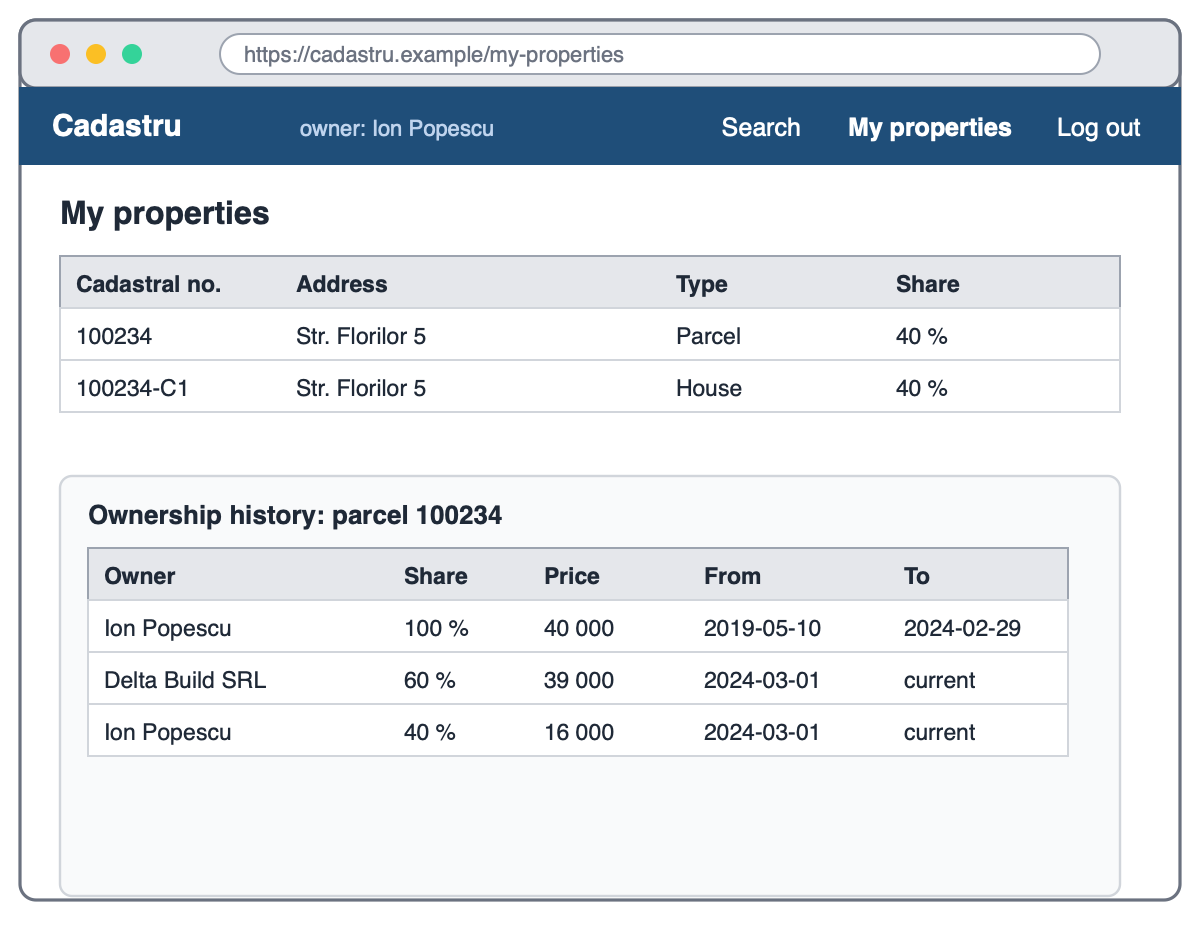 https://cadastru.example/my-properties
Cadastru owner: Ion Popescu Search My properties Log out
My properties
Cadastral no. Address Type Share
100234 Str. Florilor 5 Parcel 40 %
100234-C1 Str. Florilor 5 House 40 %
Ownership history: parcel 100234
Owner Share Price From To
Ion Popescu 100 % 40 000 2019-05-10 2024-02-29
Delta Build SRL 60 % 39 000 2024-03-01 current
Ion Popescu 40 % 16 000 2024-03-01 current